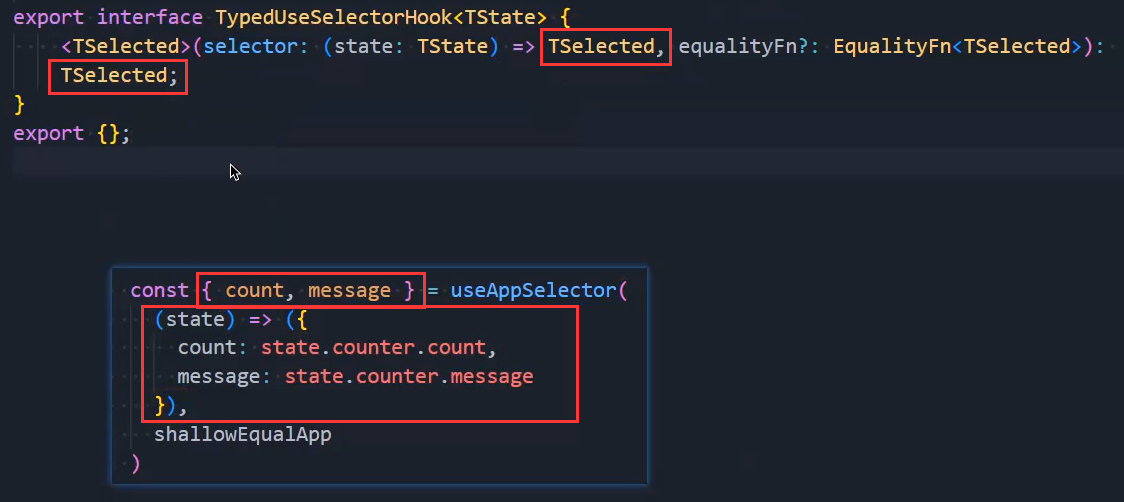 export interface TypedUseSelectorHook<TState> {
<TSelected>(selector: (state: TState) => TSelected, equalityFn?: EqualityFn<TSelected>):
TSelected;
}
export {};
const { count, message } = useAppSelector(
(state) => ({
count: state.counter.count,
message: state.counter.message
}),
shallowEqualApp
)